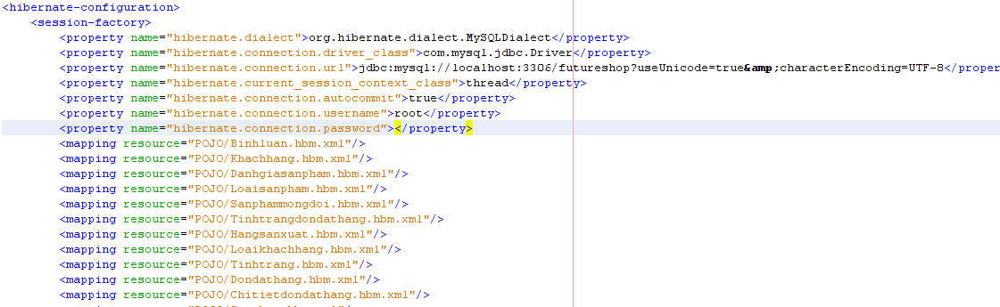 <hibernate-configuration>
<session-factory>
<property name="hibernate.dialect">org.hibernate.dialect.MySQLDialect</property>
<property name="hibernate.connection.driver_class">com.mysql.jdbc.Driver</property>
<property name="hibernate.connection.url">jdbc:mysql://localhost:3306/futureshop?useUnicode=true&amp;characterEncoding=UTF-8</proper
<property name="hibernate.current_session_context_class">thread</property>
<property name="hibernate.connection.autocommit">true</property>
<property name="hibernate.connection.username">root</property>
<property name="hibernate.connection.password"></property>
<mapping resource="POJO/Binhluan.hbm.xml"/>
<mapping resource="POJO/Khachhang.hbm.xml"/>
<mapping resource="POJO/Danhgiasanpham.hbm.xml"/>
<mapping resource="POJO/Loaisanpham.hbm.xml"/>
<mapping resource="POJO/Sanphammongdoi.hbm.xml"/>
<mapping resource="POJO/Tinhtrangdondathang.hbm.xml"/>
<mapping resource="POJO/Hangsanxuat.hbm.xml"/>
<mapping resource="POJO/Loaikhachhang.hbm.xml"/>
<mapping resource="POJO/Tinhtrang.hbm.xml"/>
<mapping resource="POJO/Dondathang.hbm.xml"/>
<mapping resource="POJO/Chitietdondathang.hbm.xml"/>